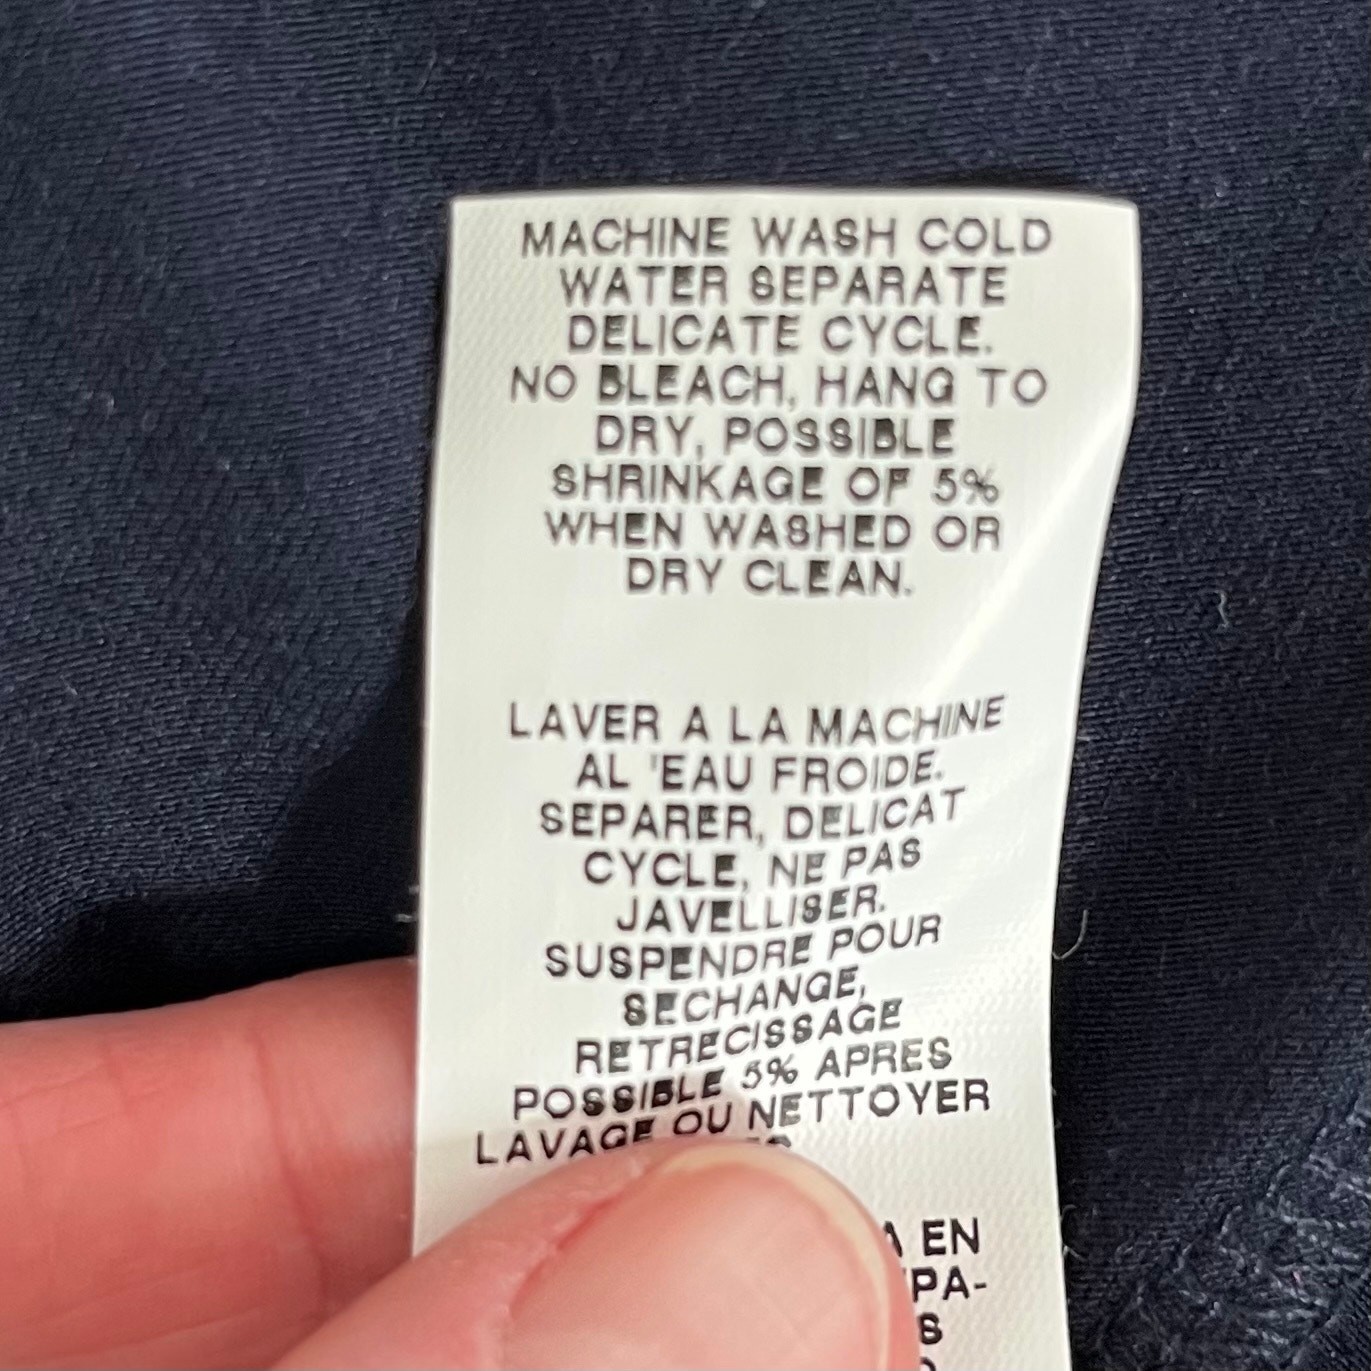 MACHINE WASH COLD
WATER SEPARATE
DELICATE CYCLE.
NO BLEACH, HANG TO
DRY, POSSIBLE
SHRINKAGE OF 5%
WHEN WASHED OR
DRY CLEAN.
LAVER A LA MACHINE
AL 'EAU FROIDE.
SEPARER, DELICAT
CYCLE, NE PAS
JAVELLISER.
SUSPENDRE POUR
SECHANGE,
RETRECISSAGE
POSSIBLE 5% APRES
LAVAGE OU NETTOYER
EN